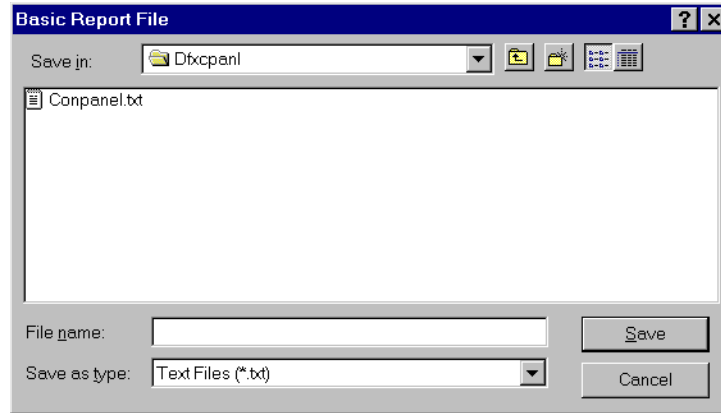 Basic Report File
Save in: Dfxcpanl
Conpanel.txt
File name: Save
Save as type: Text Files (*.txt) Cancel